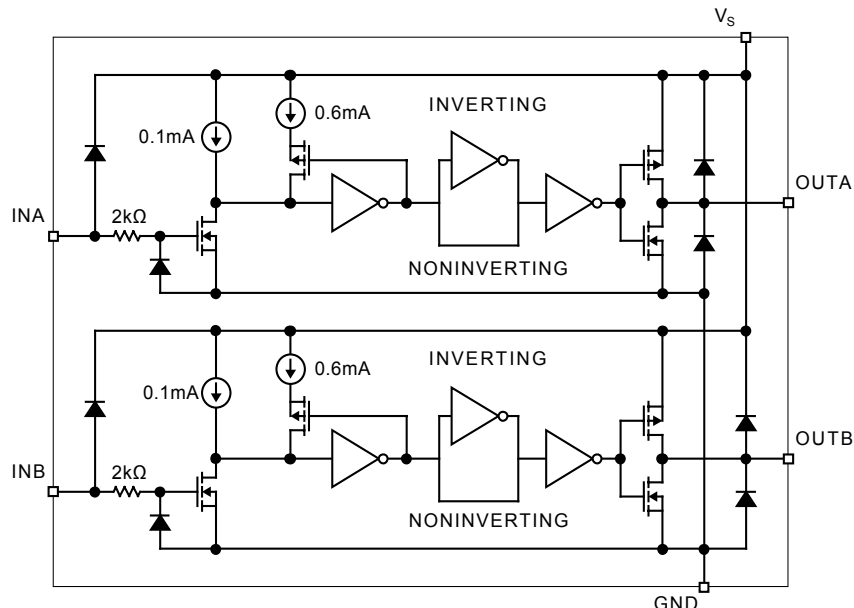 VS
0.6mA
INVERTING
0.1mA
OUTA
INA
2kΩ
NONINVERTING
INVERTING
0.6mA
0.1mA
OUTB
INB
2kΩ
NONINVERTING
GND